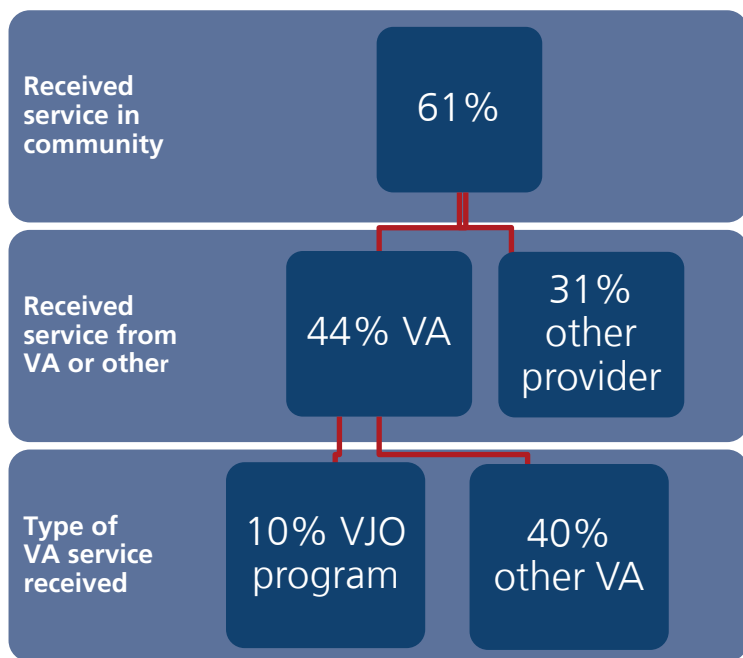 Received
service in
community
61%
Received
service from
VA or other
44% VA
31%
other
provider
Type of
VA service
received
10% VJO
program
40%
other VA